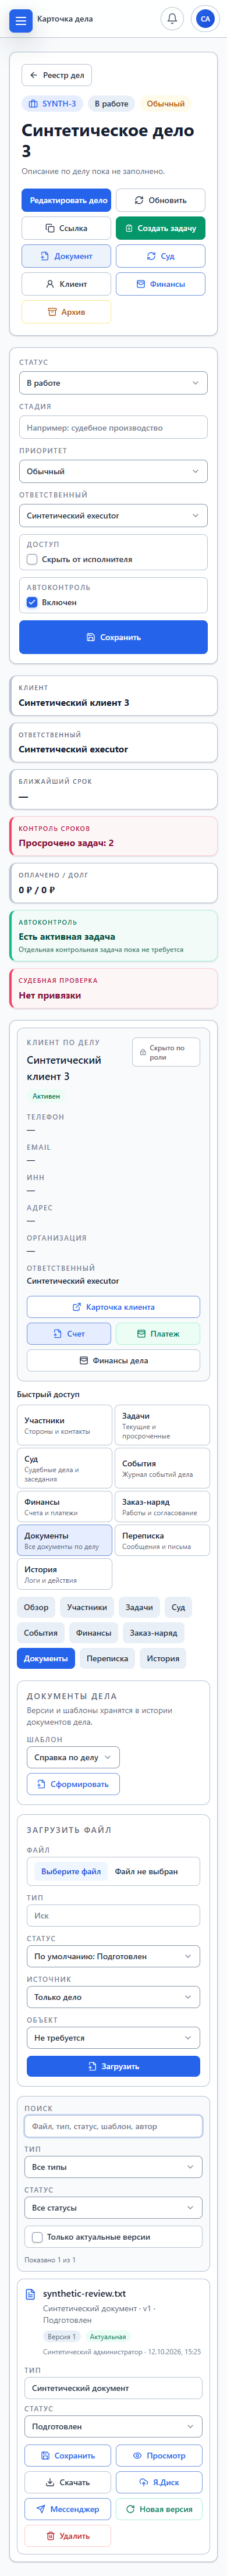 Карточка дела
СА
Реестр дел
SYNTH-3
В работе
Обычный
Синтетическое дело
3
Описание по делу пока не заполнено.
Редактировать дело
Обновить
Ссылка
Создать задачу
Документ
Суд
Клиент
Финансы
Архив
СТАТУС
В работе
СТАДИЯ
Например: судебное производство
ПРИОРИТЕТ
Обычный
ОТВЕТСТВЕННЫЙ
Синтетический executor
ДОСТУП
Скрыть от исполнителя
АВТОКОНТРОЛЬ
Включен
Сохранить
КЛИЕНТ
Синтетический клиент 3
ОТВЕТСТВЕННЫЙ
Синтетический executor
БЛИЖАЙШИЙ СРОК
—
КОНТРОЛЬ СРОКОВ
Просрочено задач: 2
ОПЛАЧЕНО / ДОЛГ
0 ₽ / 0 ₽
АВТОКОНТРОЛЬ
Есть активная задача
Отдельная контрольная задача пока не требуется
СУДЕБНАЯ ПРОВЕРКА
Нет привязки
КЛИЕНТ ПО ДЕЛУ
Синтетический
клиент 3
Скрыто по
роли
Активен
ТЕЛЕФОН
—
EMAIL
—
ИНН
—
АДРЕС
—
ОРГАНИЗАЦИЯ
—
ОТВЕТСТВЕННЫЙ
Синтетический executor
Карточка клиента
Счет
Платеж
Финансы дела
Быстрый доступ
Участники
Стороны и контакты
Задачи
Текущие и
просроченные
Суд
Судебные дела и
заседания
События
Журнал событий дела
Финансы
Счета и платежи
Заказ-наряд
Работы и согласование
Документы
Все документы по делу
Переписка
Сообщения и письма
История
Логи и действия
Обзор
Участники
Задачи
Суд
События
Финансы
Заказ-наряд
Документы
Переписка
История
ДОКУМЕНТЫ ДЕЛА
Версии и шаблоны хранятся в истории
документов дела.
ШАБЛОН
Справка по делу
Сформировать
ЗАГРУЗИТЬ ФАЙЛ
ФАЙЛ
Выберите файл
Файл не выбран
ТИП
Иск
СТАТУС
По умолчанию: Подготовлен
ИСТОЧНИК
Только дело
ОБЪЕКТ
Не требуется
Загрузить
ПОИСК
Файл, тип, статус, шаблон, автор
ТИП
Все типы
СТАТУС
Все статусы
Только актуальные версии
Показано 1 из 1
synthetic-review.txt
Синтетический документ · v1 ·
Подготовлен
Версия 1
Актуальная
Синтетический администратор · 12.10.2026, 15:25
ТИП
Синтетический документ
СТАТУС
Подготовлен
Сохранить
Просмотр
Скачать
Я.Диск
Мессенджер
Новая версия
Удалить